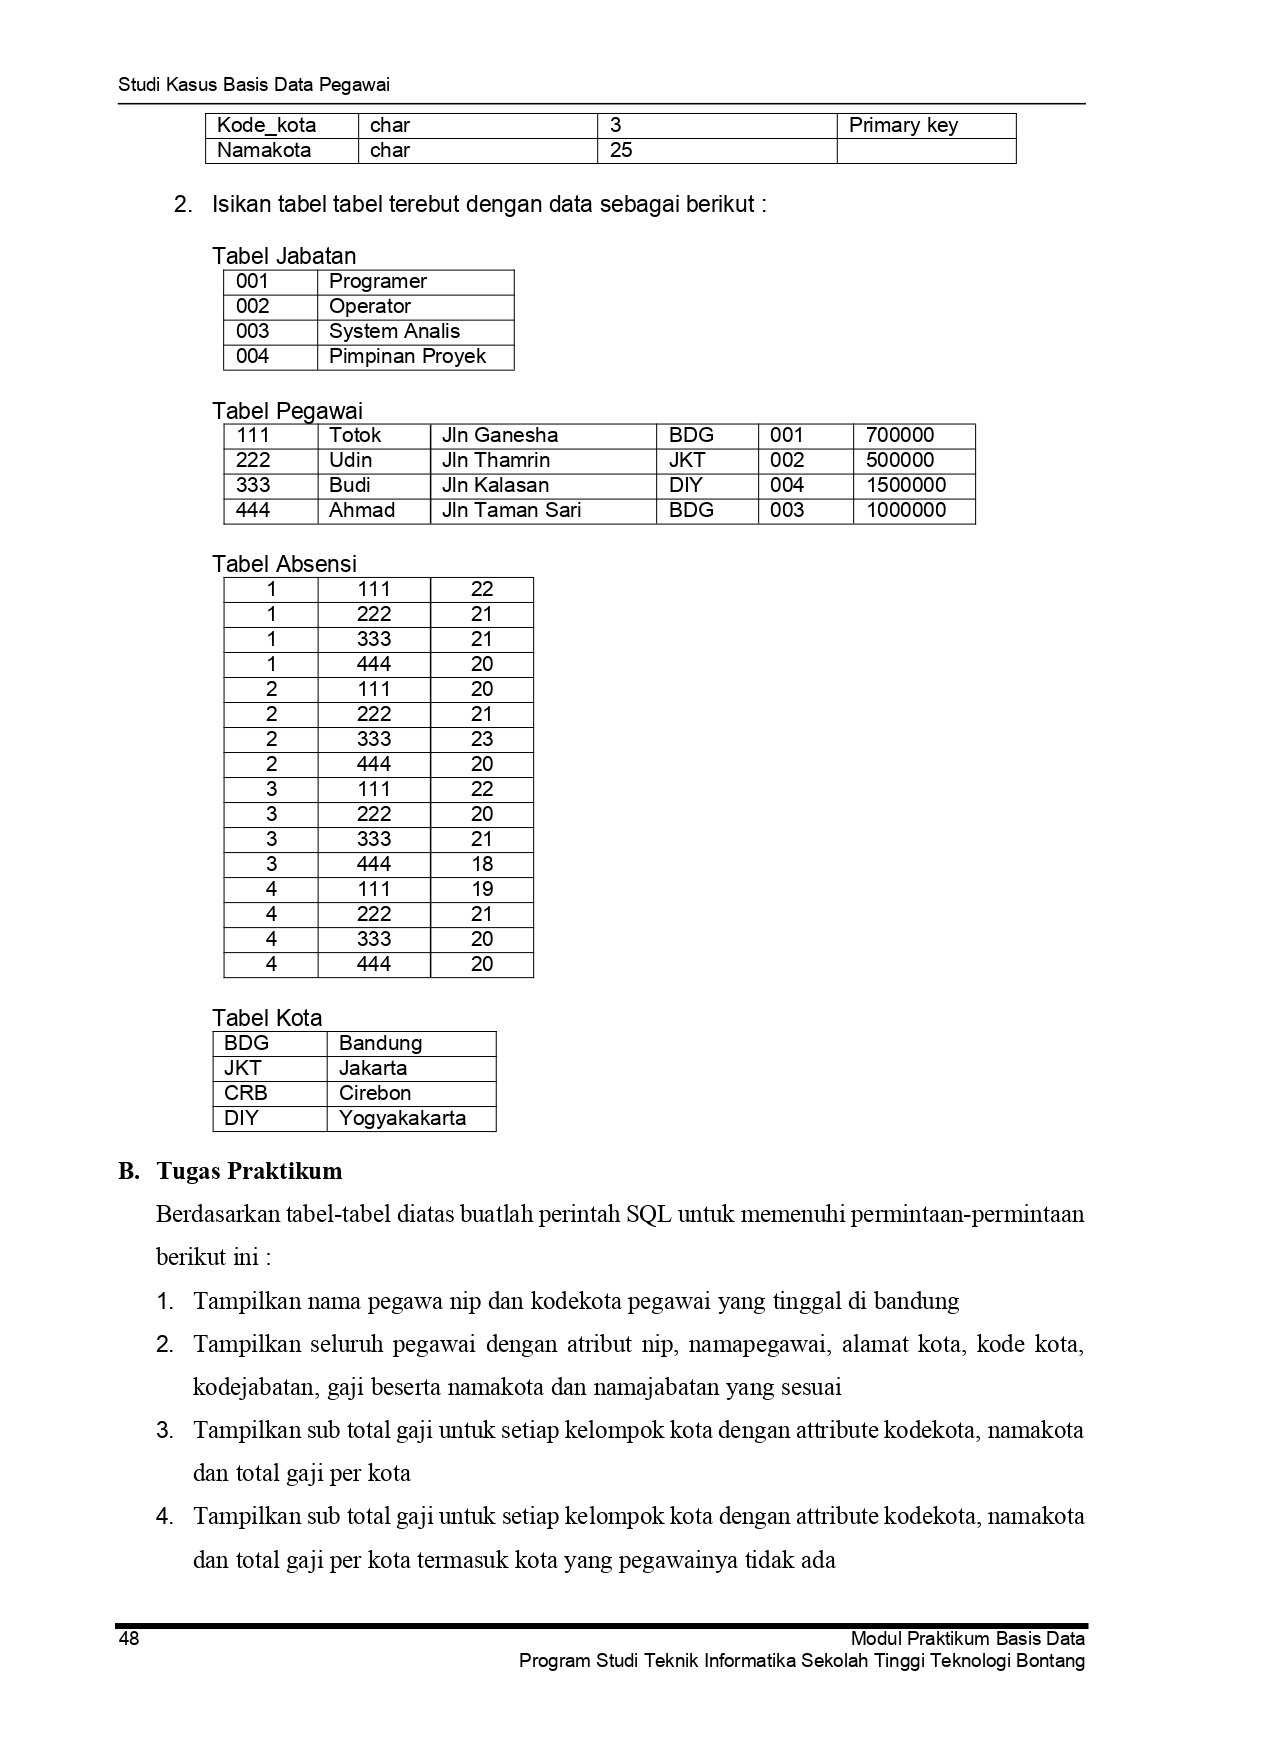 Studi Kasus Basis Data Pegawai
Kode_kota char 3 Primary key
Namakota char 25
2. Isikan tabel tabel terebut dengan data sebagai berikut :
Tabel Jabatan
001 Programer
002 Operator
003 System Analis
004 Pimpinan Proyek
Tabel Pegawai
111 Totok Jln Ganesha BDG 001 700000
222 Udin Jln Thamrin JKT 002 500000
333 Budi Jln Kalasan DIY 004 1500000
444 Ahmad Jln Taman Sari BDG 003 1000000
Tabel Absensi
1 111 22
1 222 21
1 333 21
1 444 20
2 111 20
2 222 21
2 333 23
2 444 20
3 111 22
3 222 20
3 333 21
3 444 18
4 111 19
4 222 21
4 333 20
4 444 20
Tabel Kota
BDG Bandung
JKT Jakarta
CRB Cirebon
DIY Yogyakakarta
B. Tugas Praktikum
Berdasarkan tabel-tabel diatas buatlah perintah SQL untuk memenuhi permintaan-permintaan
berikut ini :
1. Tampilkan nama pegawa nip dan kodekota pegawai yang tinggal di bandung
2. Tampilkan seluruh pegawai dengan atribut nip, namapegawai, alamat kota, kode kota,
kodejabatan, gaji beserta namakota dan namajabatan yang sesuai
3. Tampilkan sub total gaji untuk setiap kelompok kota dengan attribute kodekota, namakota
dan total gaji per kota
4. Tampilkan sub total gaji untuk setiap kelompok kota dengan attribute kodekota, namakota
dan total gaji per kota termasuk kota yang pegawainya tidak ada
48 Modul Praktikum Basis Data
Program Studi Teknik Informatika Sekolah Tinggi Teknologi Bontang